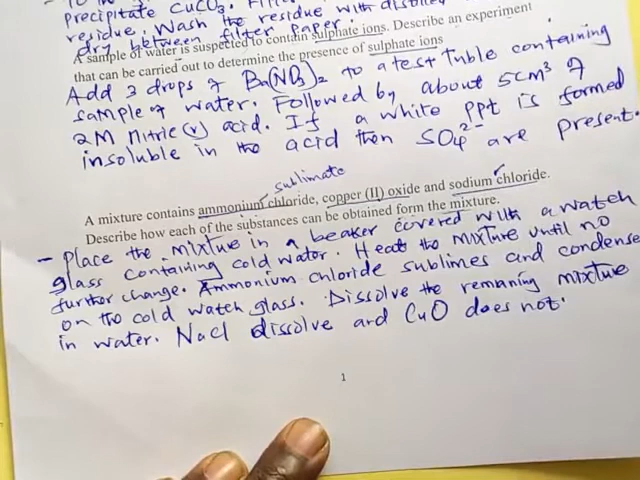 - To the
precipitate CuCO3.
residue. Wash the residue with distilled
dry between filter paper.
A sample of water is suspected to contain sulphate ions. Describe an experiment
that can be carried out to determine the presence of sulphate ions
Add 3 drops of Ba(NO3)2 to a test tube containing
sample of water. Followed by about 5cm³ of
2M Nitric(v) acid. If a white ppt is formed
insoluble in the acid then SO4²⁻ are present.
sublimate
A mixture contains ammonium chloride, copper (II) oxide and sodium chloride.
Describe how each of the substances can be obtained form the mixture.
- Place the mixture in a beaker covered with a watch
glass containing cold water. Heat the mixture until no
further change. Ammonium chloride sublimes and condense
on the cold watch glass. Dissolve the remaning mixture
in water. NaCl dissolve and CuO does not.
1